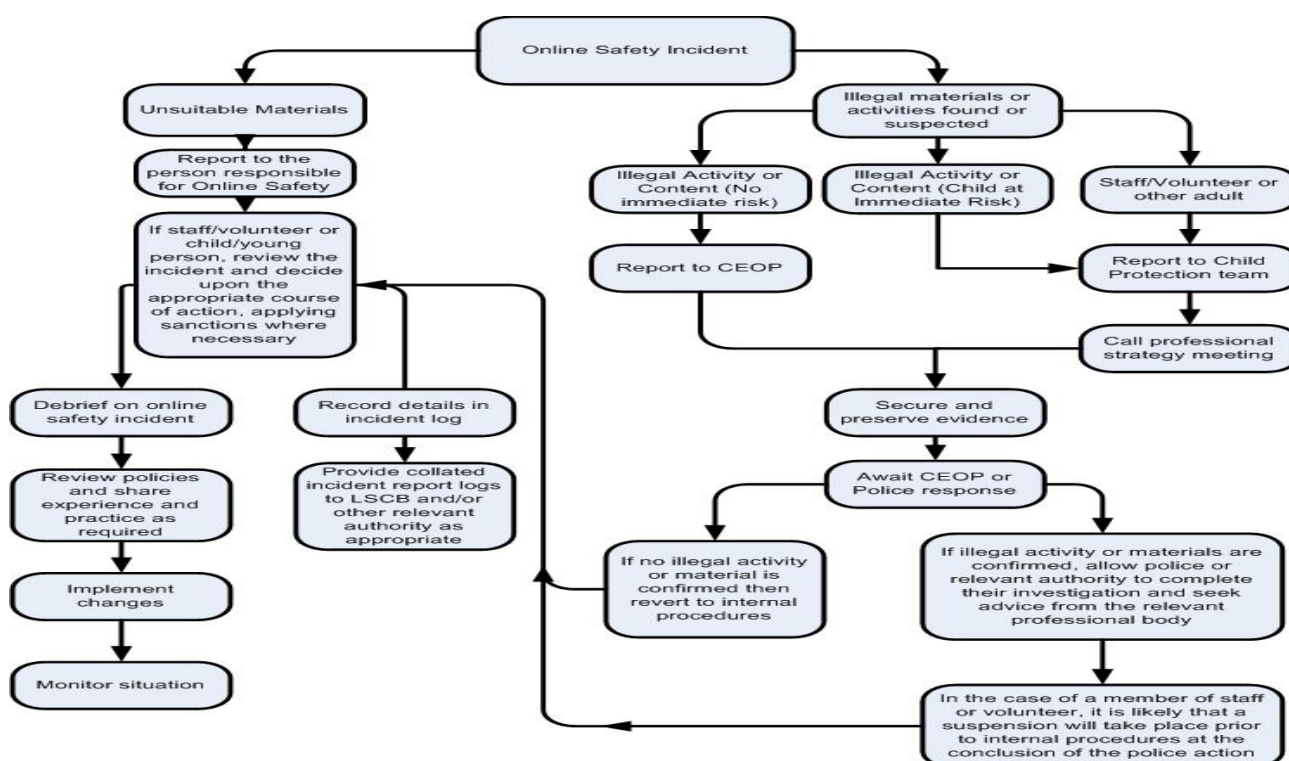 Online Safety Incident
Unsuitable Materials
Report to the
person responsible
for Online Safety
If staff/volunteer or
child/young
person, review the
incident and decide
upon the
appropriate course
of action, applying
sanctions where
necessary
Debrief on online
safety incident
Review policies
and share
experience and
practice as
required
Implement
changes
Monitor situation
Record details in
incident log
Provide collated
incident report logs
to LSCB and/or
other relevant
authority as
appropriate
Illegal materials or
activities found or
suspected
Illegal Activity or
Content (No
immediate risk)
Illegal Activity or
Content (Child at
Immediate Risk)
Staff/Volunteer or
other adult
Report to CEOP
Report to Child
Protection team
Call professional
strategy meeting
Secure and
preserve evidence
Await CEOP or
Police response
If no illegal activity
or material is
confirmed then
revert to internal
procedures
If illegal activity or materials are
confirmed, allow police or
relevant authority to complete
their investigation and seek
advice from the relevant
professional body
In the case of a member of staff
or volunteer, it is likely that a
suspension will take place prior
to internal procedures at the
conclusion of the police action